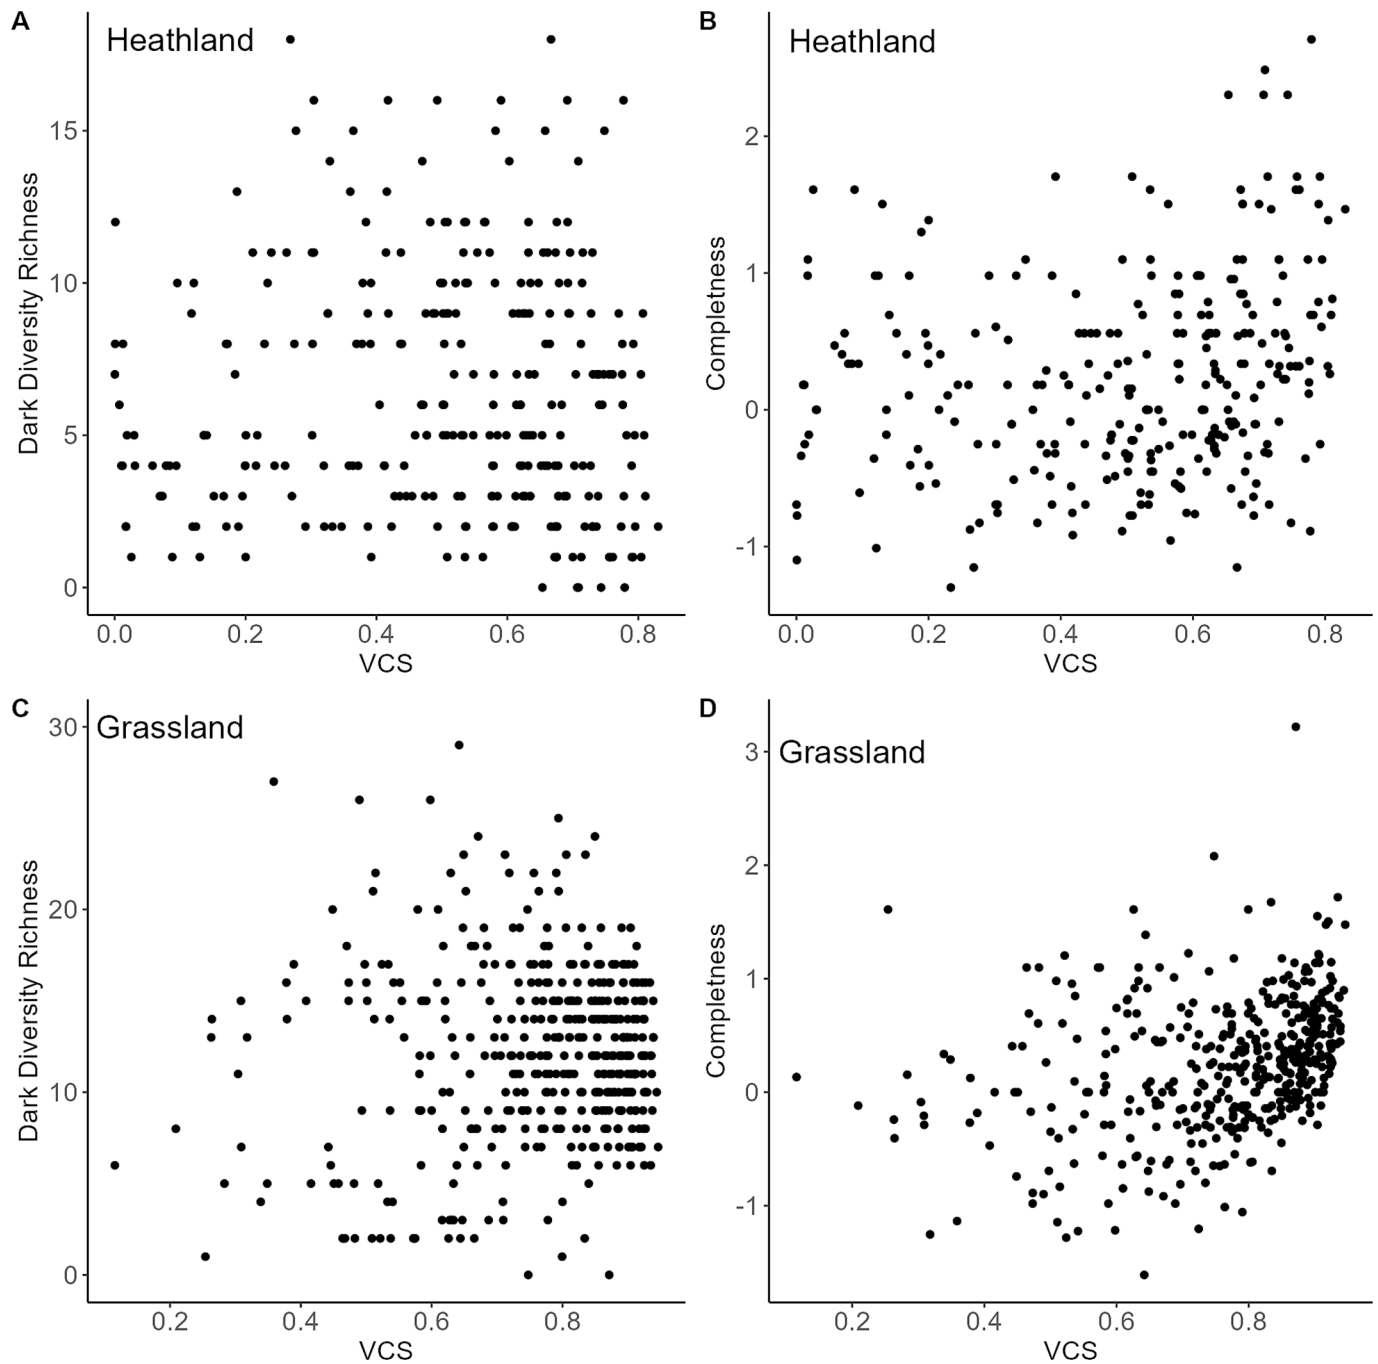 A
Heathland
Dark Diversity Richness
15
10
5
0
0.0 0.2 0.4 0.6 0.8
VCS
B
Heathland
Completness
2
1
0
-1
0.0 0.2 0.4 0.6 0.8
VCS
C
Grassland
Dark Diversity Richness
30
20
10
0
0.2 0.4 0.6 0.8
VCS
D
Grassland
Completness
3
2
1
0
-1
0.2 0.4 0.6 0.8
VCS